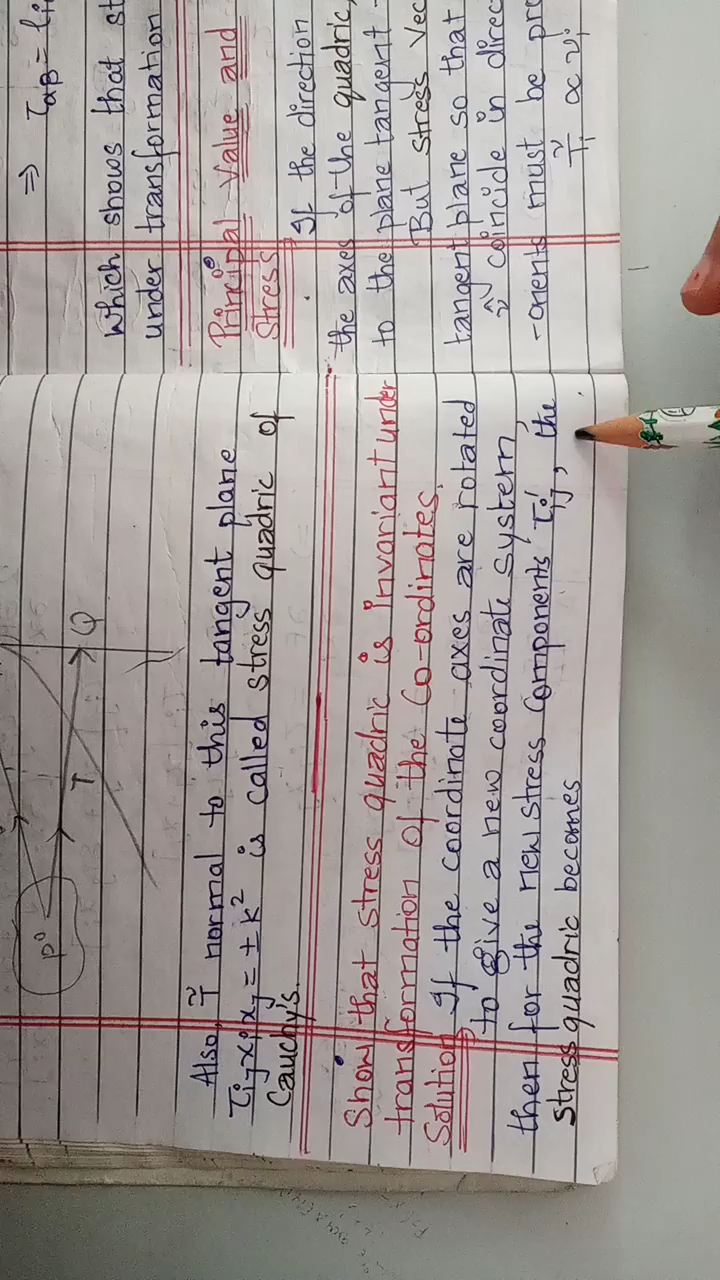 P°
T
Q
Also, T̃ normal to this tangent plane
τij xi xj = ± k² is called stress quadric of
Cauchy's.
Show that stress quadric is invariant under
transformation of the Co-ordinates.
Solution If the coordinate axes are rotated
to give a new coordinate system,
then for the new stress components τ'ij, the
stress quadric becomes
⇒ ταβ =
which shows that
under transformation
Principal Value and
Stress
If the direction
the axes of the quadric,
to the plane tangent
But stress vec
tangent plane so that
ν̂ coincide in direc
-onents must be pro
T̃i ∝ νi